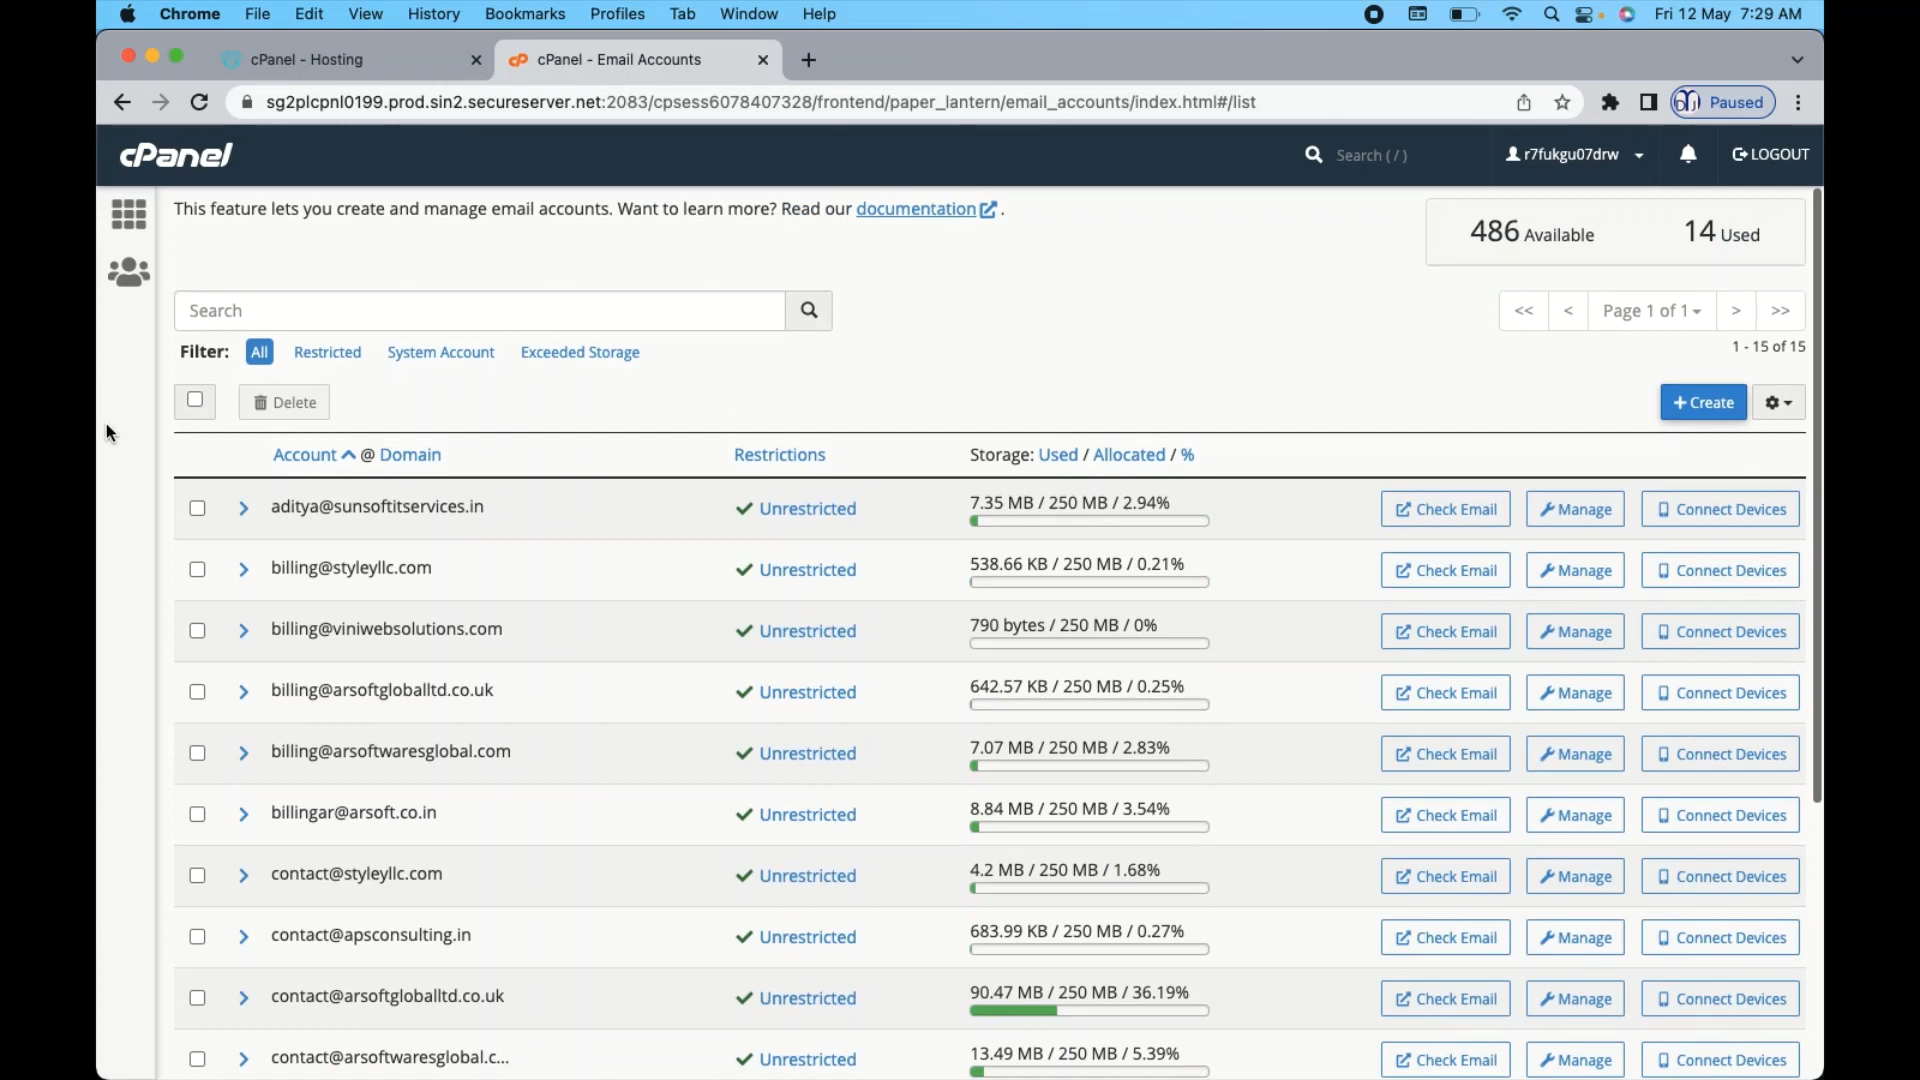 Chrome File Edit View History Bookmarks Profiles Tab Window Help Fri 12 May 7:29 AM
cPanel - Hosting cPanel - Email Accounts
sg2plcpnl0199.prod.sin2.secureserver.net:2083/cpsess6078407328/frontend/paper_lantern/email_accounts/index.html#/list Paused
cPanel Search ( / ) r7fukgu07drw LOGOUT
This feature lets you create and manage email accounts. Want to learn more? Read our documentation .
486 Available 14 Used
Search << < Page 1 of 1 > >>
Filter: All Restricted System Account Exceeded Storage 1 - 15 of 15
Delete + Create
Account @ Domain Restrictions Storage: Used / Allocated / %
aditya@sunsoftitservices.in Unrestricted 7.35 MB / 250 MB / 2.94% Check Email Manage Connect Devices
billing@styleyllc.com Unrestricted 538.66 KB / 250 MB / 0.21% Check Email Manage Connect Devices
billing@viniwebsolutions.com Unrestricted 790 bytes / 250 MB / 0% Check Email Manage Connect Devices
billing@arsoftgloballtd.co.uk Unrestricted 642.57 KB / 250 MB / 0.25% Check Email Manage Connect Devices
billing@arsoftwaresglobal.com Unrestricted 7.07 MB / 250 MB / 2.83% Check Email Manage Connect Devices
billingar@arsoft.co.in Unrestricted 8.84 MB / 250 MB / 3.54% Check Email Manage Connect Devices
contact@styleyllc.com Unrestricted 4.2 MB / 250 MB / 1.68% Check Email Manage Connect Devices
contact@apsconsulting.in Unrestricted 683.99 KB / 250 MB / 0.27% Check Email Manage Connect Devices
contact@arsoftgloballtd.co.uk Unrestricted 90.47 MB / 250 MB / 36.19% Check Email Manage Connect Devices
contact@arsoftwaresglobal.c... Unrestricted 13.49 MB / 250 MB / 5.39% Check Email Manage Connect Devices